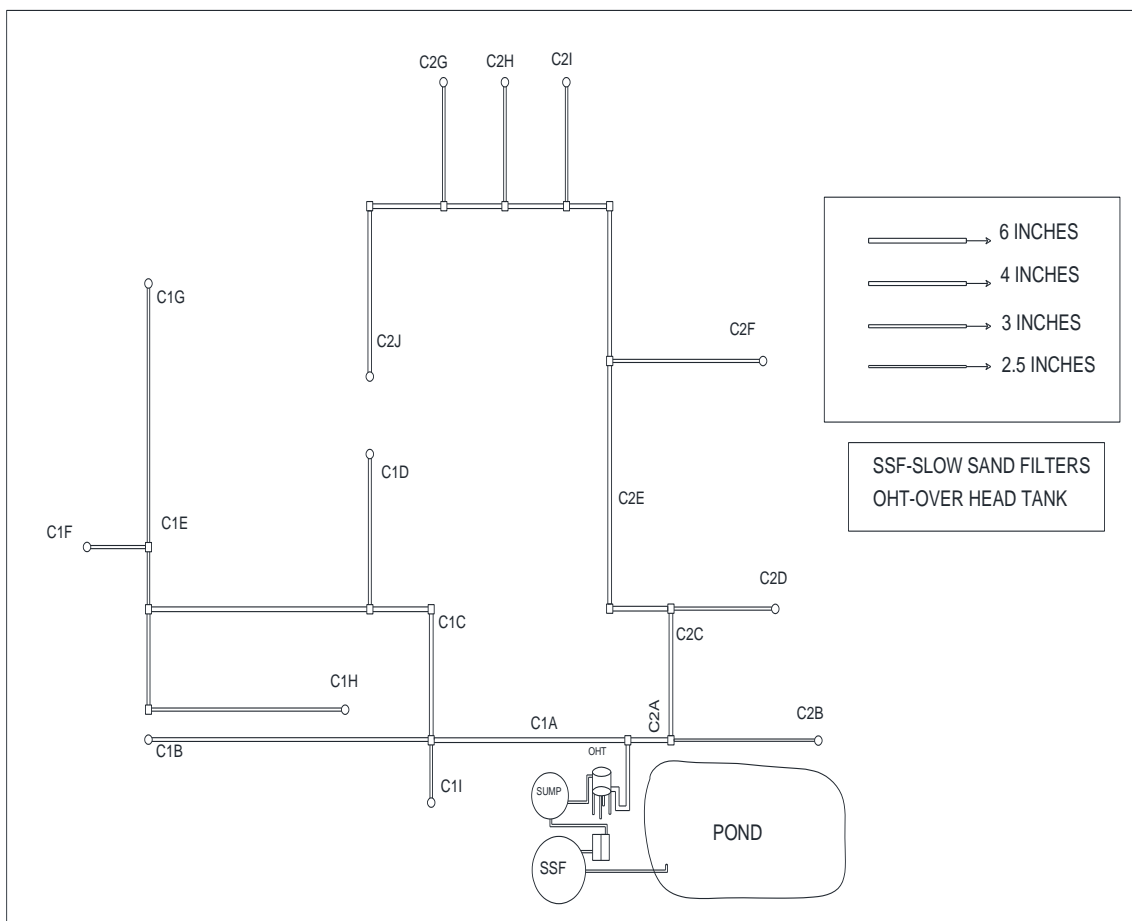 C2G
C2H
C2I
6 INCHES
4 INCHES
C1G
3 INCHES
C2F
C2J
2.5 INCHES
SSF-SLOW SAND FILTERS
C1D
OHT-OVER HEAD TANK
C2E
C1E
C1F
C2D
C1C
C2C
C1H
C2A
C1A
C2B
C1B
OHT
C1I
SUMP
POND
SSF